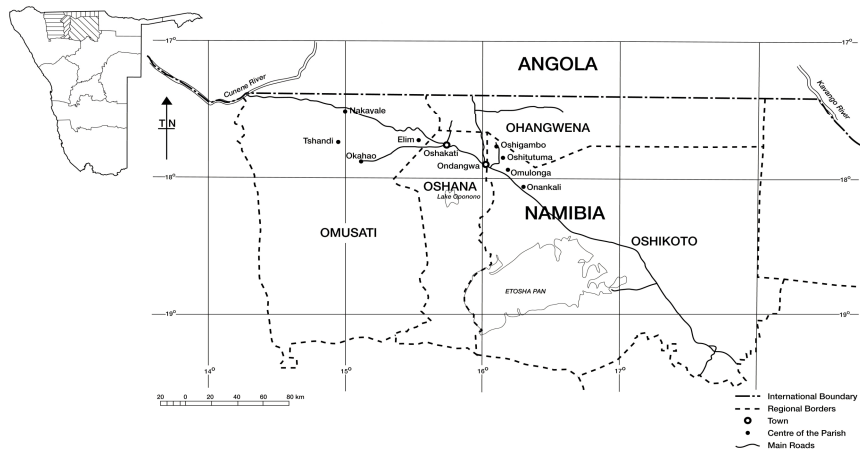 -17°
17°-
ANGOLA
Cunene River
Kavango River
T N
Nakavale
OHANGWENA
Tshandi
Elim
Oshigambo
Okahao
Oshakati
Oshitutuma
Ondangwa
Omulonga
-18°
18°-
OSHANA
Onankali
Lake Oponono
NAMIBIA
OMUSATI
OSHIKOTO
ETOSHA PAN
-19°
19°-
14°
15°
16°
17°
20 0 20 40 60 80 km
International Boundary
Regional Borders
Town
Centre of the Parish
Main Roads